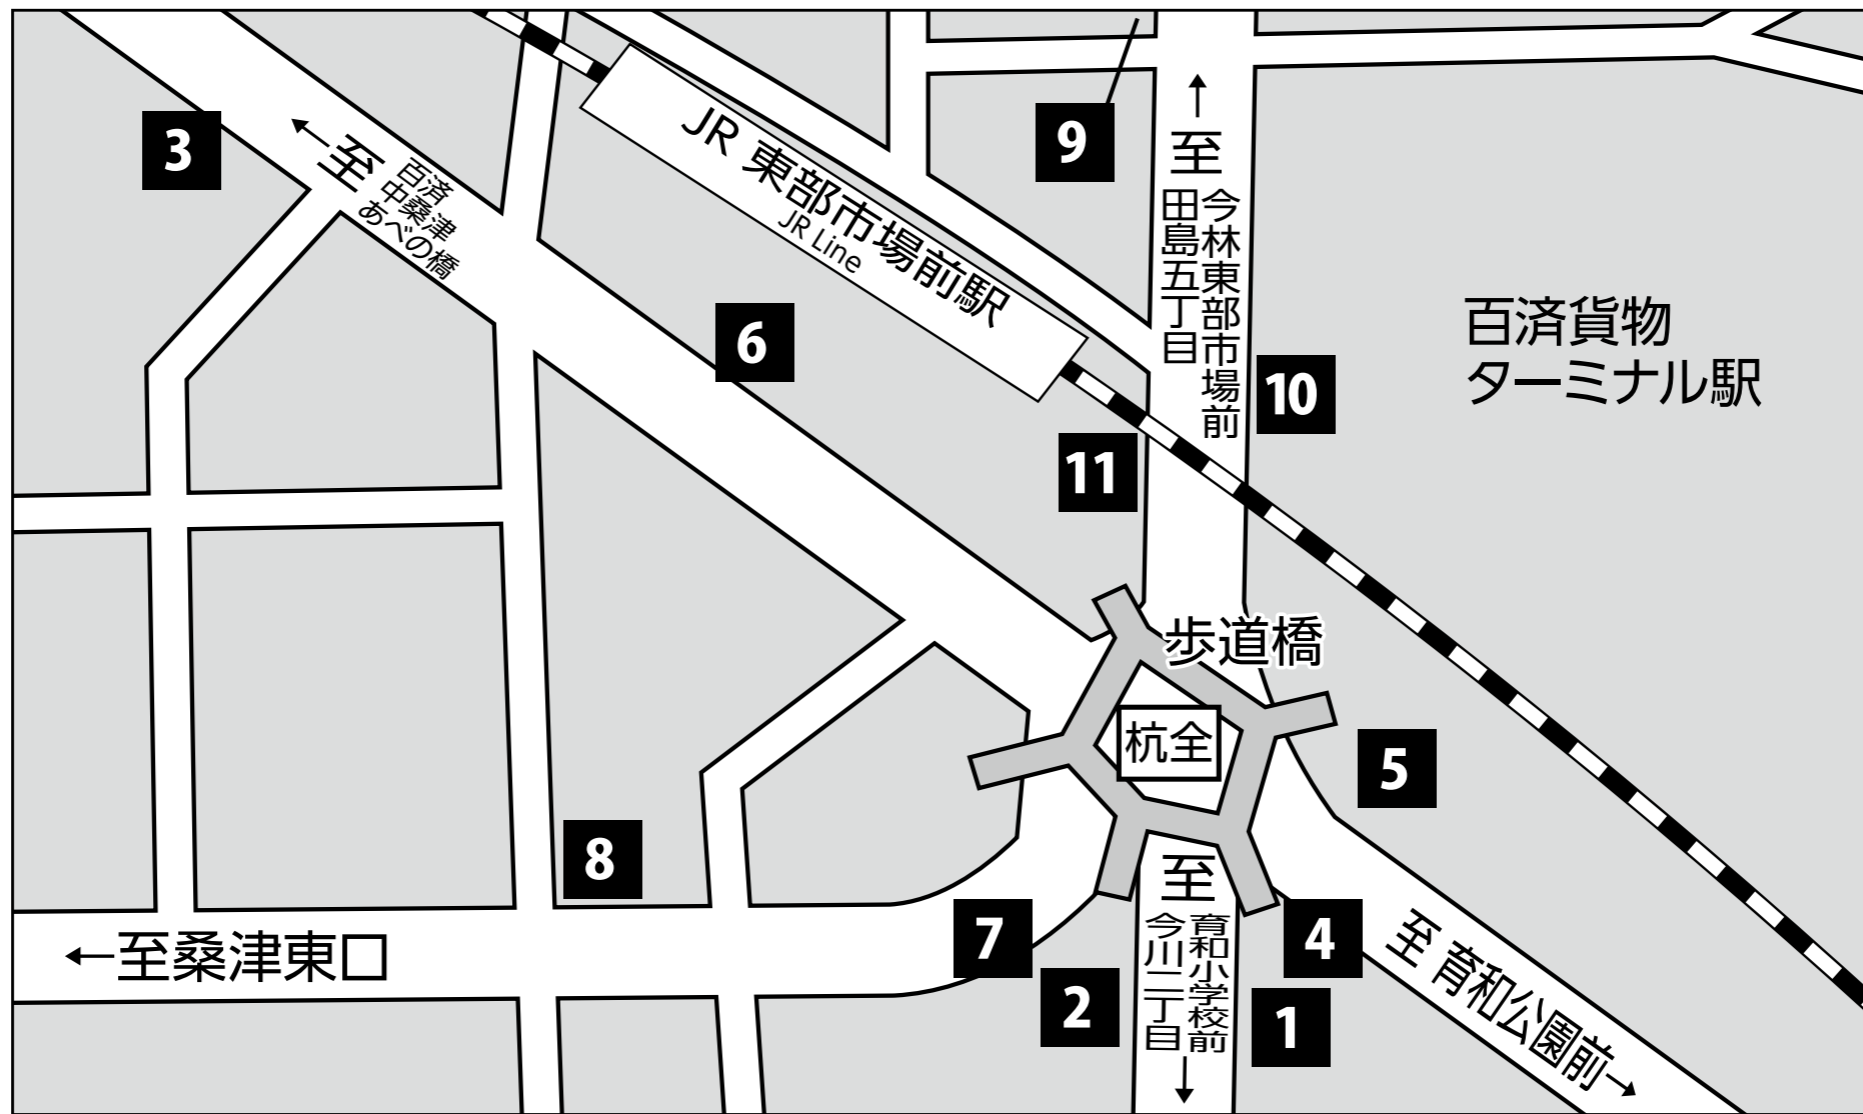 3
←至
百済
中桑津
あべの橋
JR 東部市場前駅
JR Line
9
↑
至
今林東部市場前
田島五丁目
百済貨物
ターミナル駅
6
10
11
歩道橋
杭全
5
8
7
4
至
育和小学校前
今川二丁目
↓
2
1
←至桑津東口
至 育和公園前→